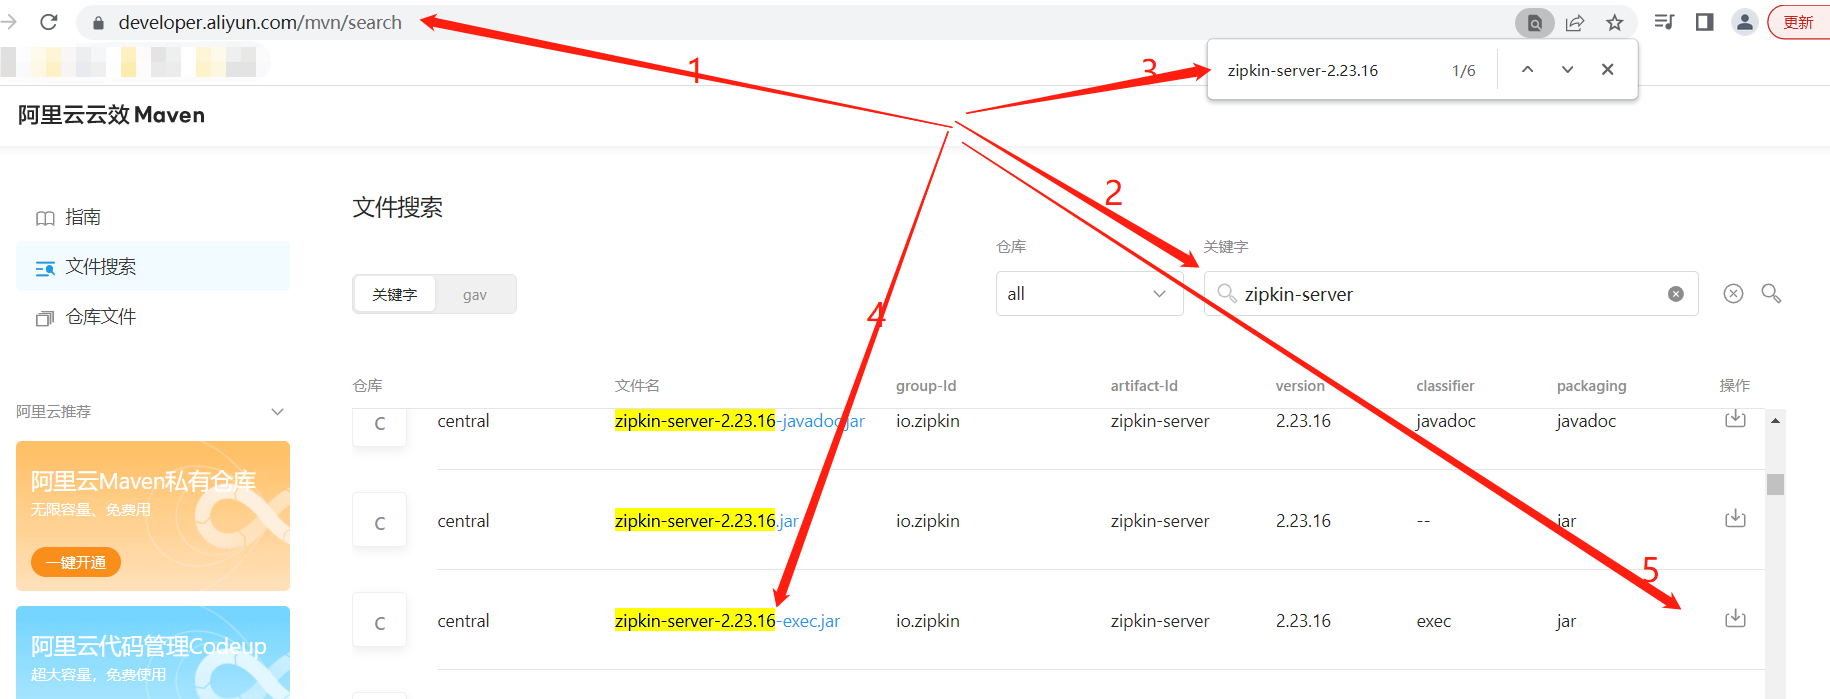 developer.aliyun.com/mvn/search
更新
1
3
zipkin-server-2.23.16 1/6
阿里云云效 Maven
2
指南
文件搜索
仓库文件
文件搜索
仓库 关键字
关键字 gav
all
zipkin-server
4
仓库 文件名 group-Id artifact-Id version classifier packaging 操作
C central zipkin-server-2.23.16-javadoc.jar io.zipkin zipkin-server 2.23.16 javadoc javadoc
C central zipkin-server-2.23.16.jar io.zipkin zipkin-server 2.23.16 -- jar
5
C central zipkin-server-2.23.16-exec.jar io.zipkin zipkin-server 2.23.16 exec jar
阿里云推荐
阿里云Maven私有仓库
无限容量、免费用
一键开通
阿里云代码管理Codeup
超大容量，免费使用